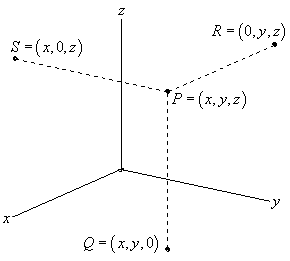 z
R = (0, y, z)
S = (x, 0, z)
P = (x, y, z)
x
y
Q = (x, y, 0)